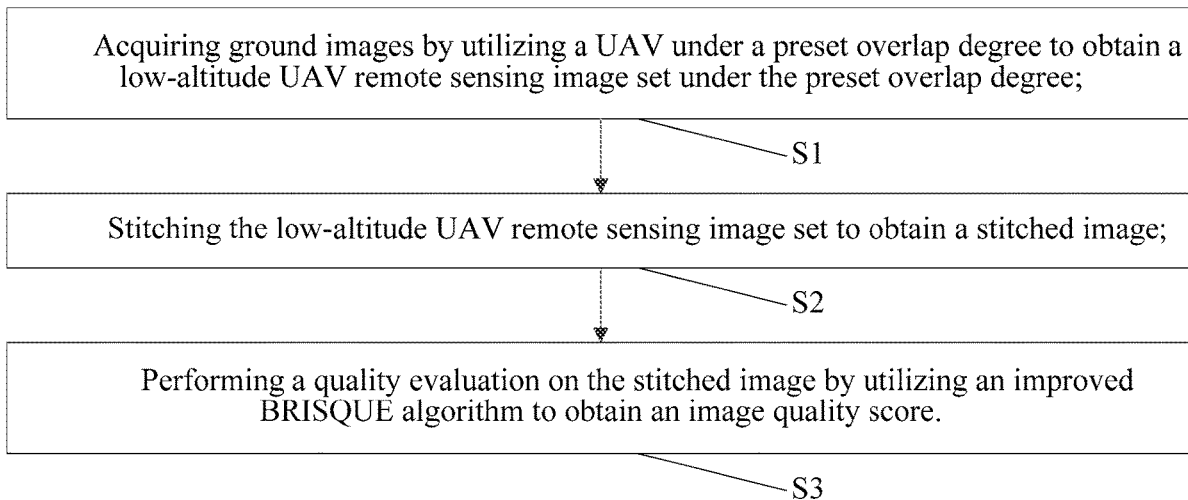 Acquiring ground images by utilizing a UAV under a preset overlap degree to obtain a
low-altitude UAV remote sensing image set under the preset overlap degree;
S1
Stitching the low-altitude UAV remote sensing image set to obtain a stitched image;
S2
Performing a quality evaluation on the stitched image by utilizing an improved
BRISQUE algorithm to obtain an image quality score.
S3